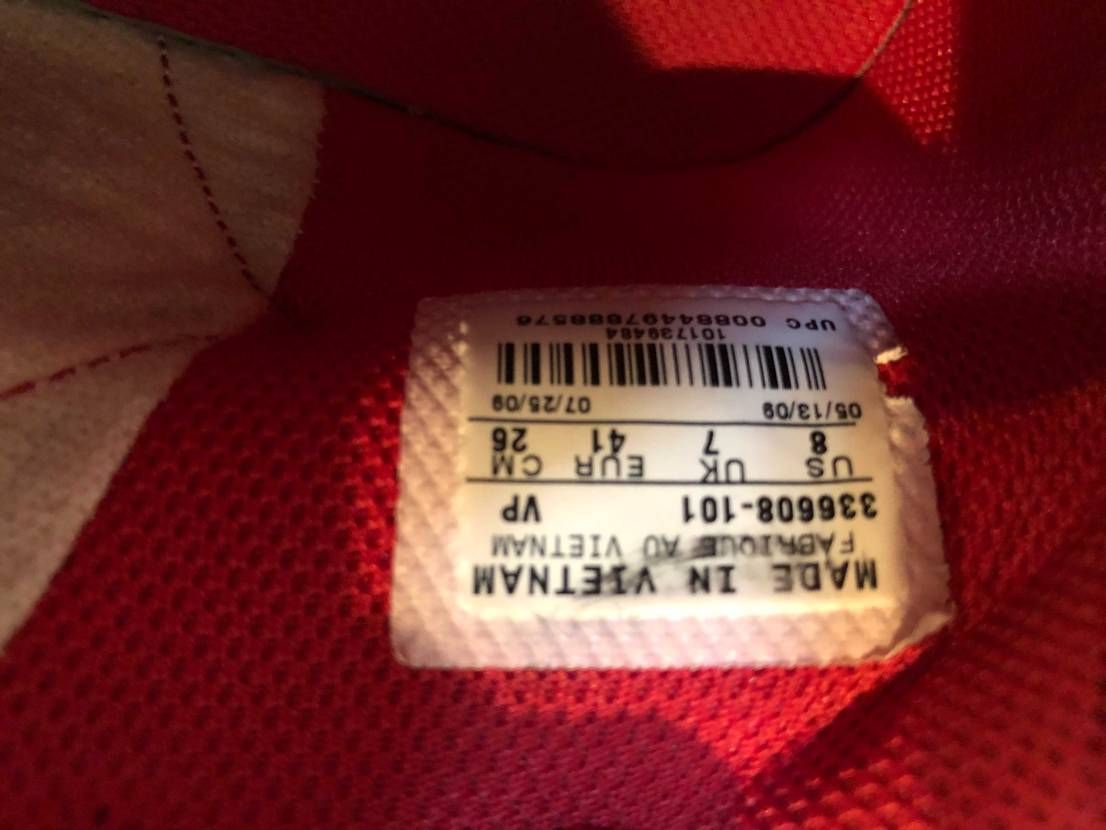 MADE IN VIETNAM
FABRIQUE AU VIETNAM
336608-101 VP
US UK EUR CM
8 7 41 26
05/13/09 07/25/09
101739484
UPC 00884497688576